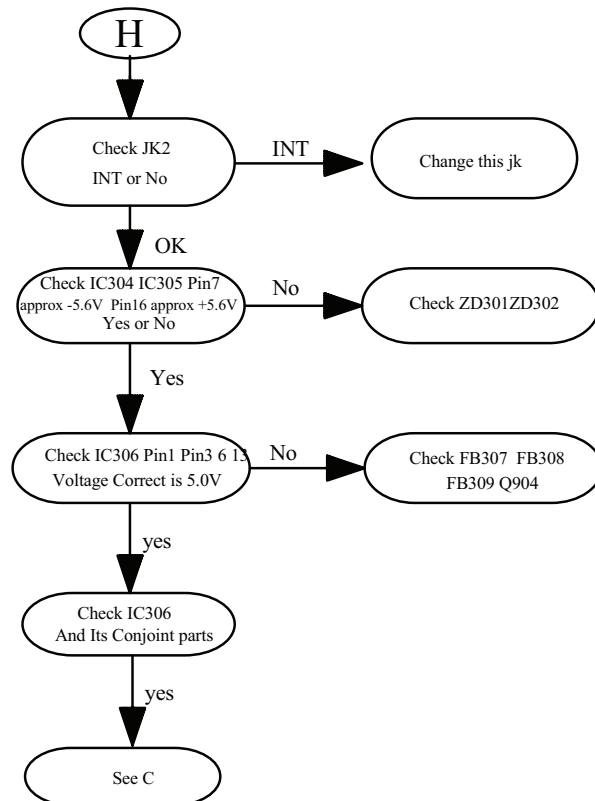 H
Check JK2
INT or No
INT
Change this jk
OK
Check IC304 IC305 Pin7
approx -5.6V Pin16 approx +5.6V
Yes or No
No
Check ZD301ZD302
Yes
Check IC306 Pin1 Pin3 6 13
Voltage Correct is 5.0V
No
Check FB307 FB308
FB309 Q904
yes
Check IC306
And Its Conjoint parts
yes
See C